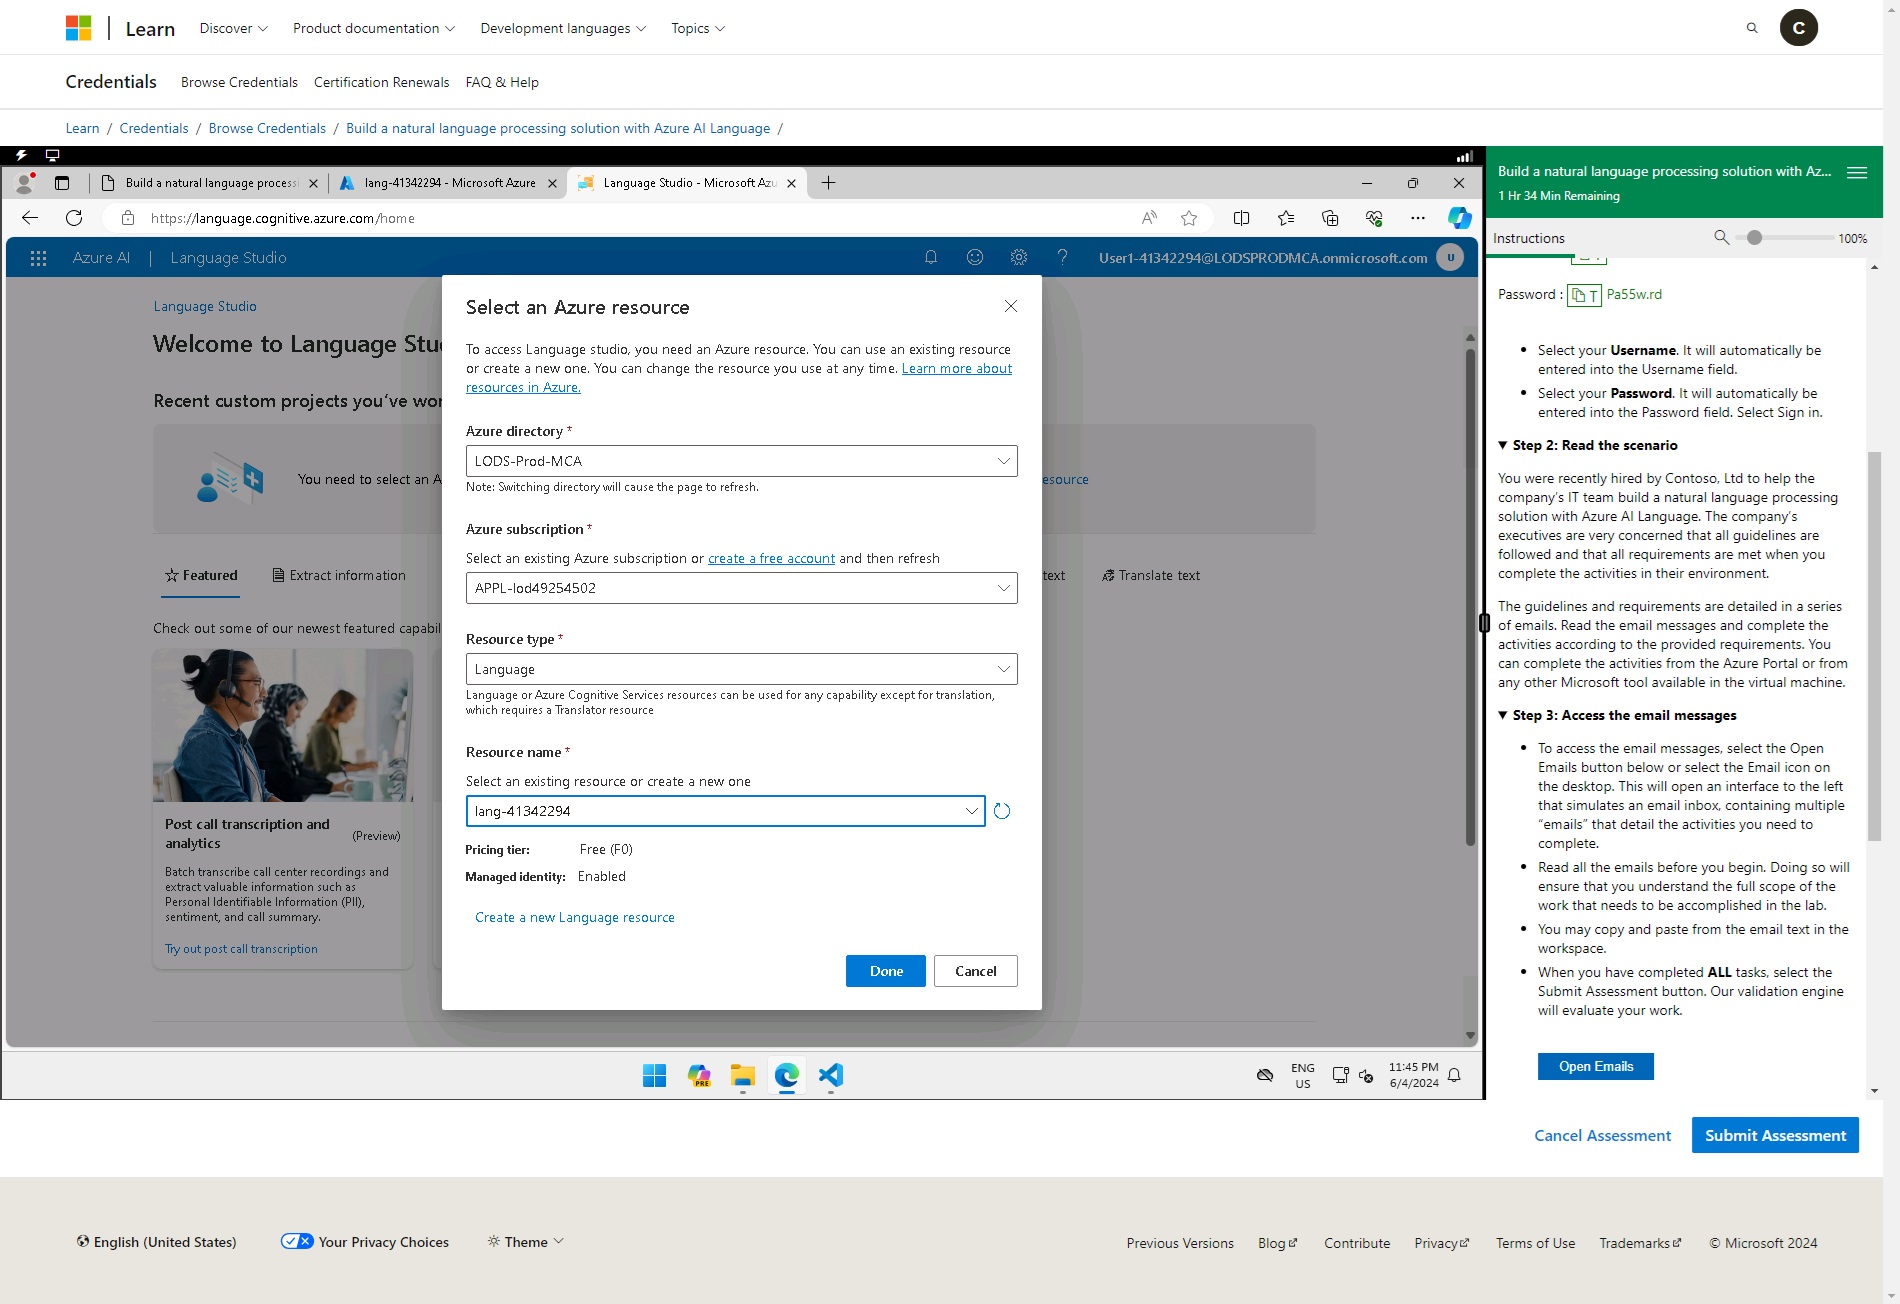 Learn
Discover
Product documentation
Development languages
Topics
C
Credentials
Browse Credentials
Certification Renewals
FAQ & Help
Learn / Credentials / Browse Credentials / Build a natural language processing solution with Azure AI Language /
Build a natural language process
lang-41342294 - Microsoft Azure
Language Studio - Microsoft Azu
https://language.cognitive.azure.com/home
Azure AI | Language Studio
User1-41342294@LODSPRODMCA.onmicrosoft.com
U
Language Studio
Welcome to Language Stu
Recent custom projects you've wor
You need to select an A
esource
Featured
Extract information
text
Translate text
Check out some of our newest featured capabil
Post call transcription and
analytics
(Preview)
Batch transcribe call center recordings and
extract valuable information such as
Personal Identifiable Information (PII),
sentiment, and call summary.
Try out post call transcription
Select an Azure resource
To access Language studio, you need an Azure resource. You can use an existing resource
or create a new one. You can change the resource you use at any time. Learn more about
resources in Azure.
Azure directory *
LODS-Prod-MCA
Note: Switching directory will cause the page to refresh.
Azure subscription *
Select an existing Azure subscription or create a free account and then refresh
APPL-lod49254502
Resource type *
Language
Language or Azure Cognitive Services resources can be used for any capability except for translation,
which requires a Translator resource
Resource name *
Select an existing resource or create a new one
lang-41342294
Pricing tier: Free (F0)
Managed identity: Enabled
Create a new Language resource
Done
Cancel
PRE
ENG
US
11:45 PM
6/4/2024
Build a natural language processing solution with Az...
1 Hr 34 Min Remaining
Instructions
100%
Password : T Pa55w.rd
• Select your Username. It will automatically be
entered into the Username field.
• Select your Password. It will automatically be
entered into the Password field. Select Sign in.
Step 2: Read the scenario
You were recently hired by Contoso, Ltd to help the
company's IT team build a natural language processing
solution with Azure AI Language. The company's
executives are very concerned that all guidelines are
followed and that all requirements are met when you
complete the activities in their environment.
The guidelines and requirements are detailed in a series
of emails. Read the email messages and complete the
activities according to the provided requirements. You
can complete the activities from the Azure Portal or from
any other Microsoft tool available in the virtual machine.
Step 3: Access the email messages
• To access the email messages, select the Open
Emails button below or select the Email icon on
the desktop. This will open an interface to the left
that simulates an email inbox, containing multiple
“emails” that detail the activities you need to
complete.
• Read all the emails before you begin. Doing so will
ensure that you understand the full scope of the
work that needs to be accomplished in the lab.
• You may copy and paste from the email text in the
workspace.
• When you have completed ALL tasks, select the
Submit Assessment button. Our validation engine
will evaluate your work.
Open Emails
Cancel Assessment
Submit Assessment
English (United States)
Your Privacy Choices
Theme
Previous Versions
Blog
Contribute
Privacy
Terms of Use
Trademarks
© Microsoft 2024